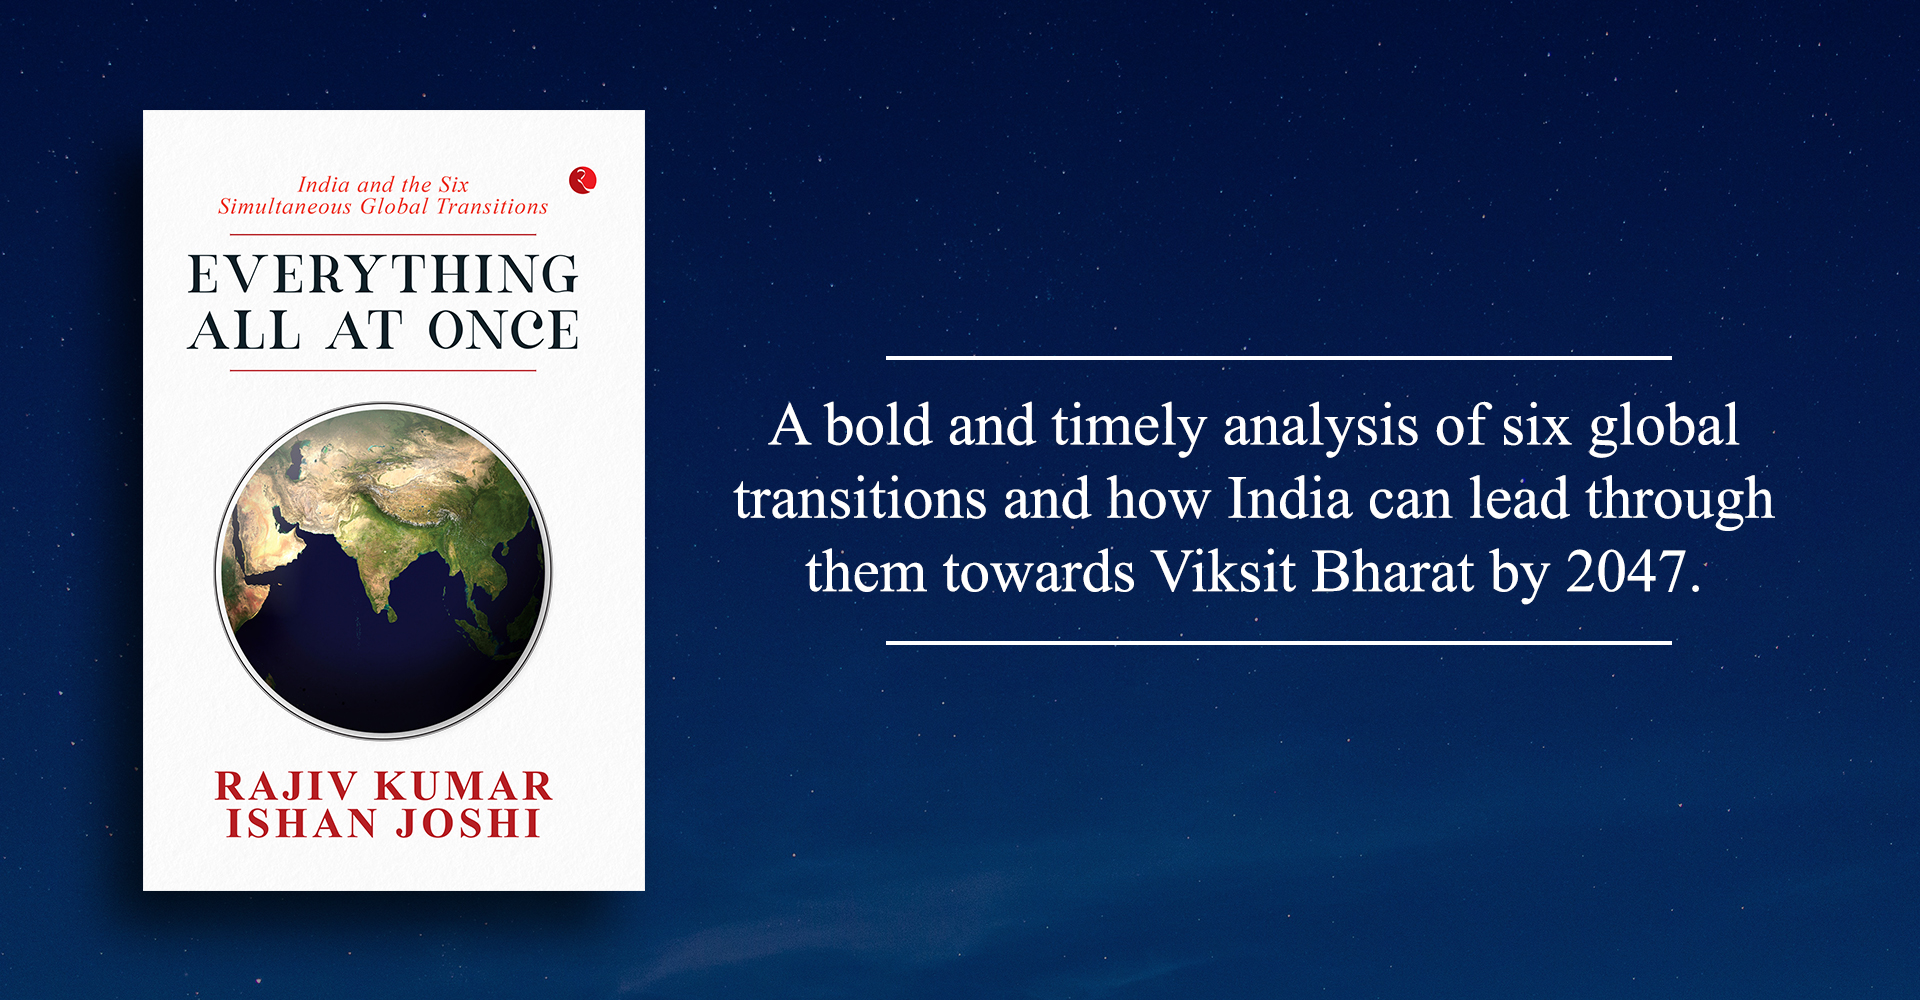 India and the Six
Simultaneous Global Transitions
EVERYTHING
ALL AT ONCE
RAJIV KUMAR
ISHAN JOSHI
A bold and timely analysis of six global
transitions and how India can lead through
them towards Viksit Bharat by 2047.